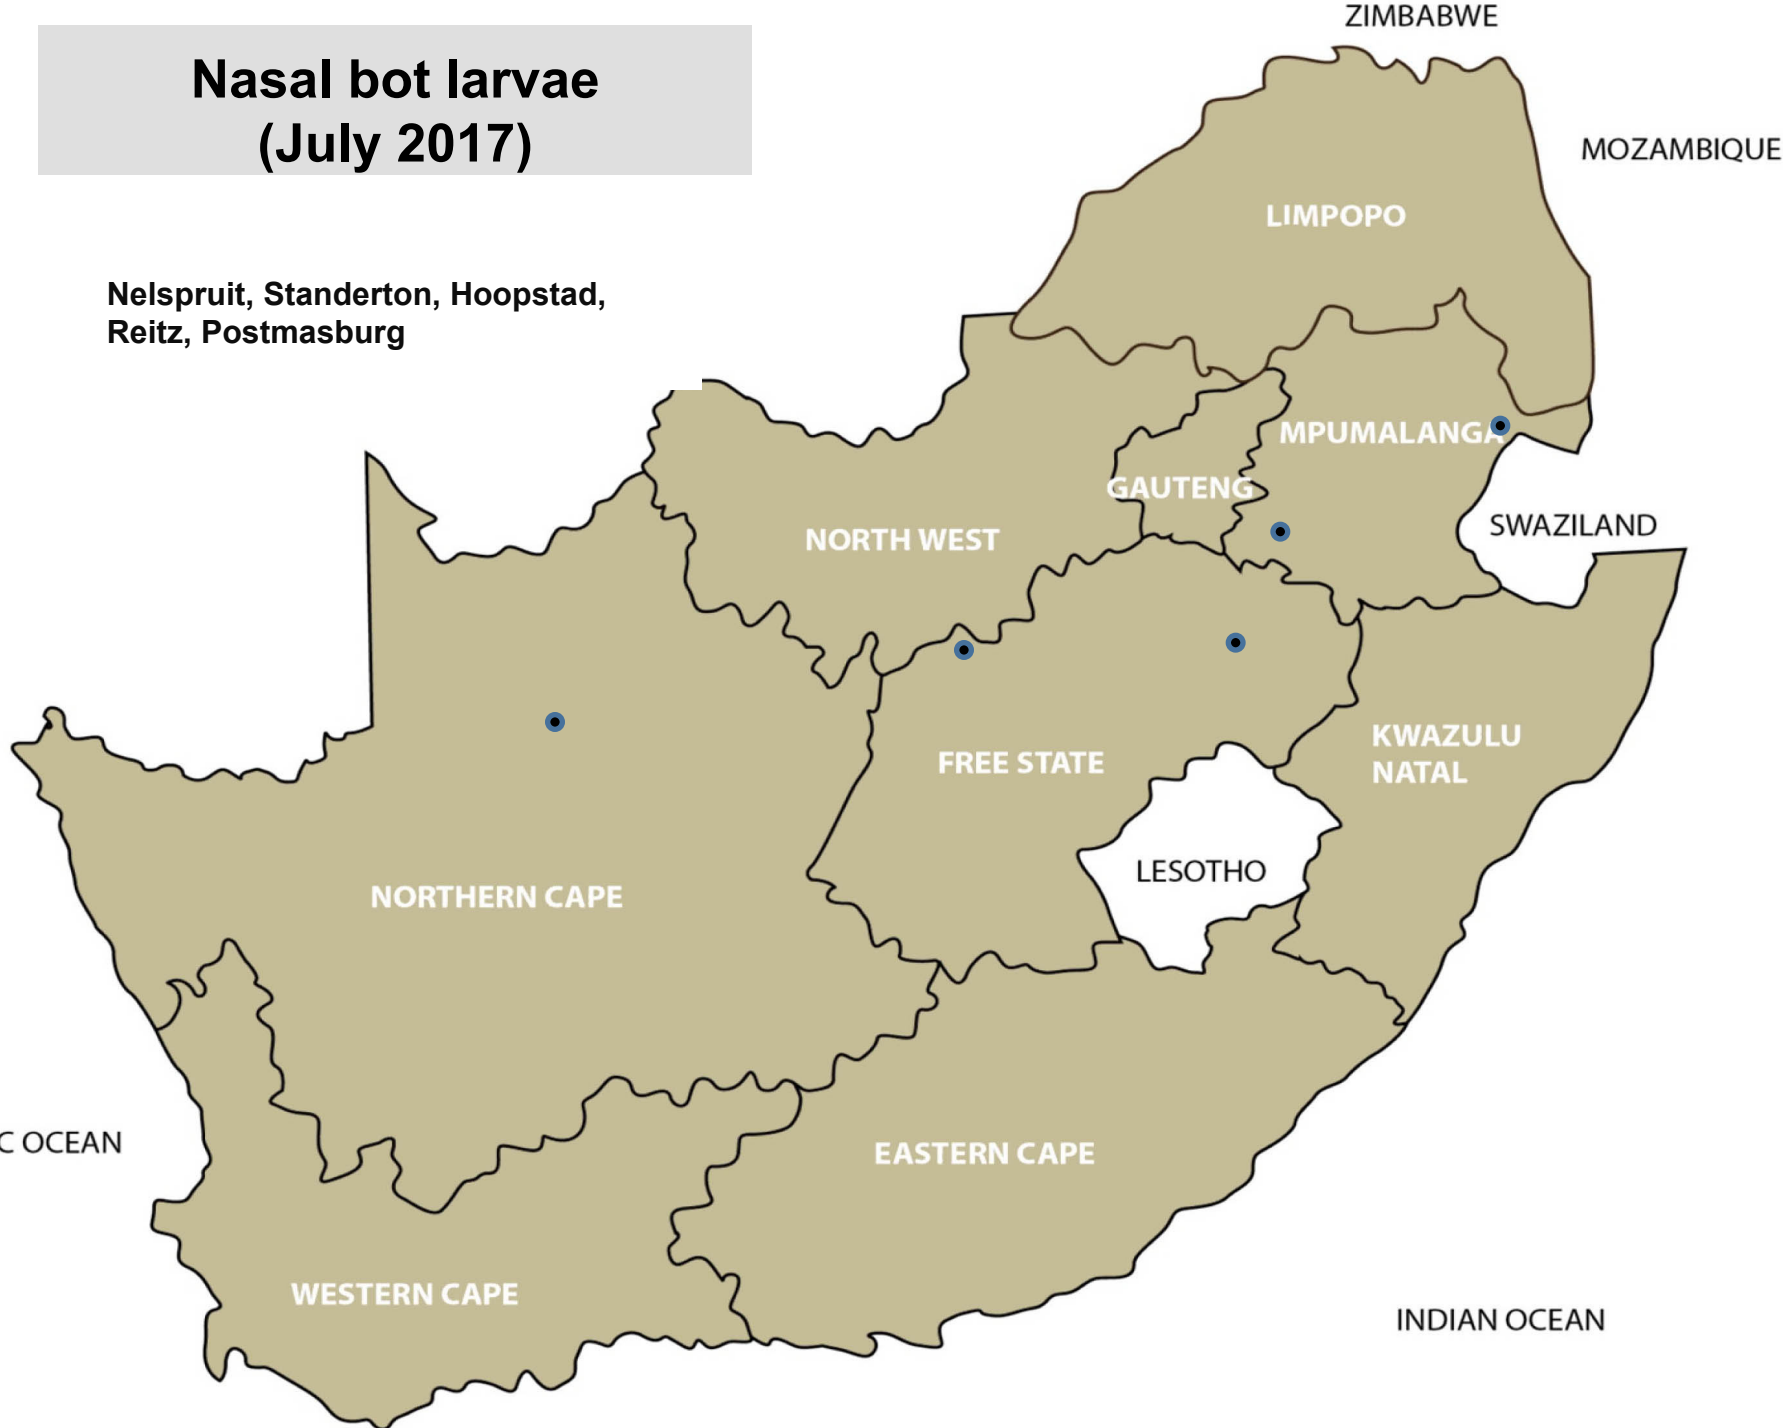 ZIMBABWE
Nasal bot larvae
(July 2017)
MOZAMBIQUE
LIMPOPO
Nelspruit, Standerton, Hoopstad,
Reitz, Postmasburg
MPUMALANGA
GAUTENG
SWAZILAND
NORTH WEST
KWAZULU
NATAL
FREE STATE
LESOTHO
NORTHERN CAPE
C OCEAN
EASTERN CAPE
WESTERN CAPE
INDIAN OCEAN